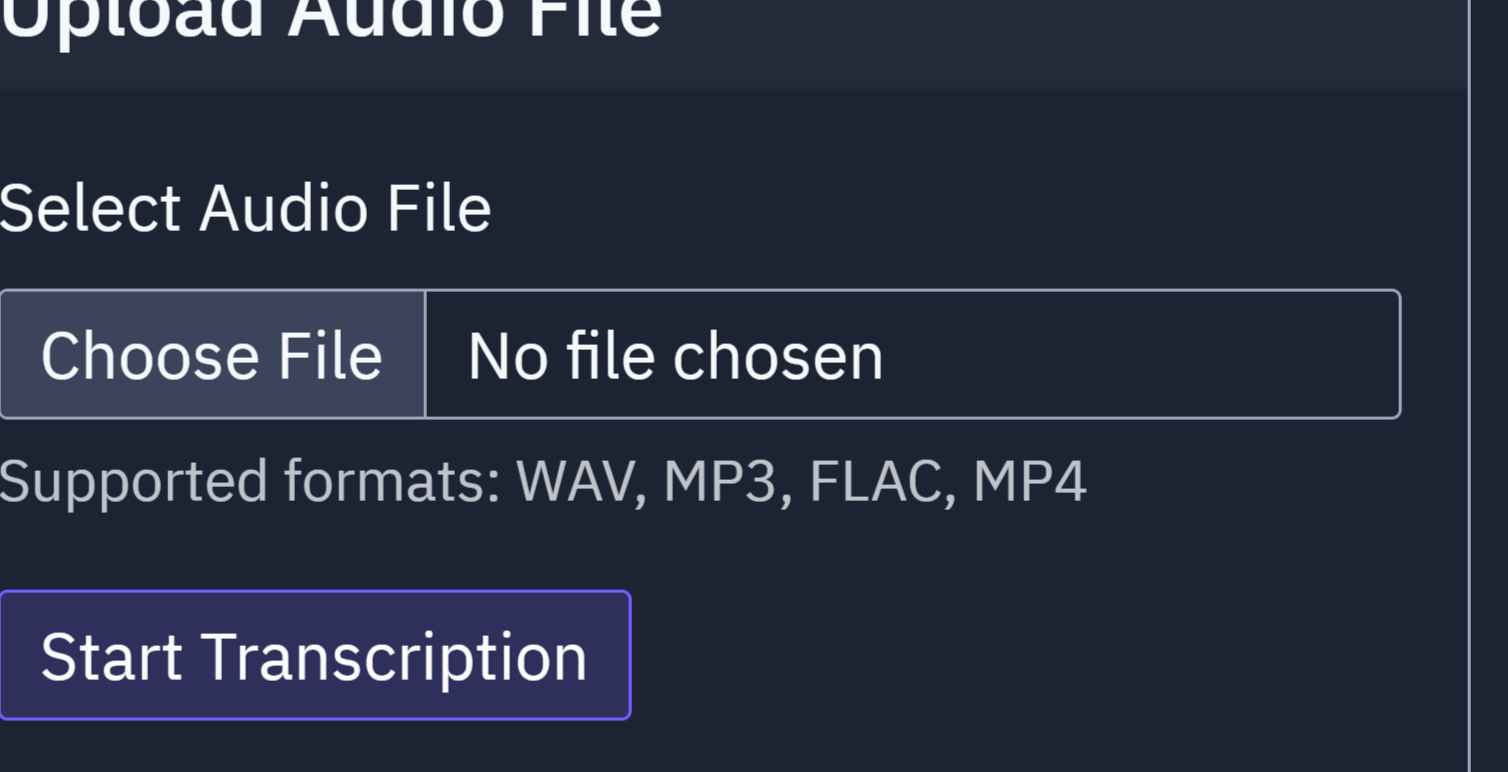 Upload Audio File
Select Audio File
Choose File No file chosen
Supported formats: WAV, MP3, FLAC, MP4
Start Transcription